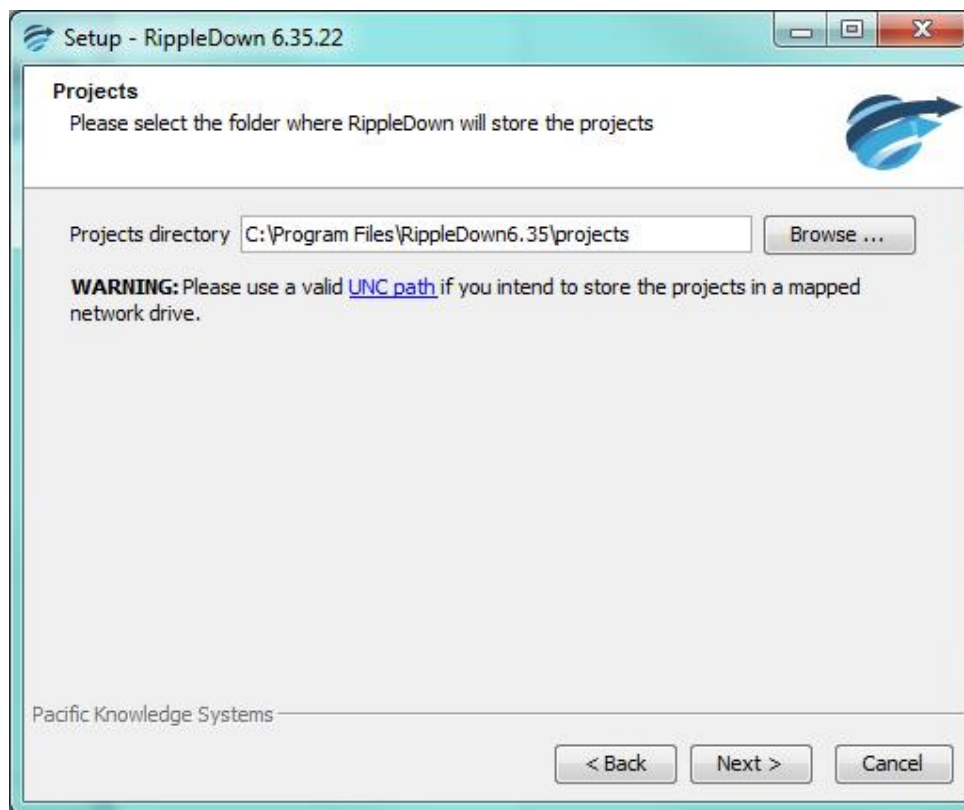 Setup - RippleDown 6.35.22
Projects
Please select the folder where RippleDown will store the projects
Projects directory C:\Program Files\RippleDown6.35\projects Browse ...
WARNING: Please use a valid UNC path if you intend to store the projects in a mapped
network drive.
Pacific Knowledge Systems
< Back Next > Cancel